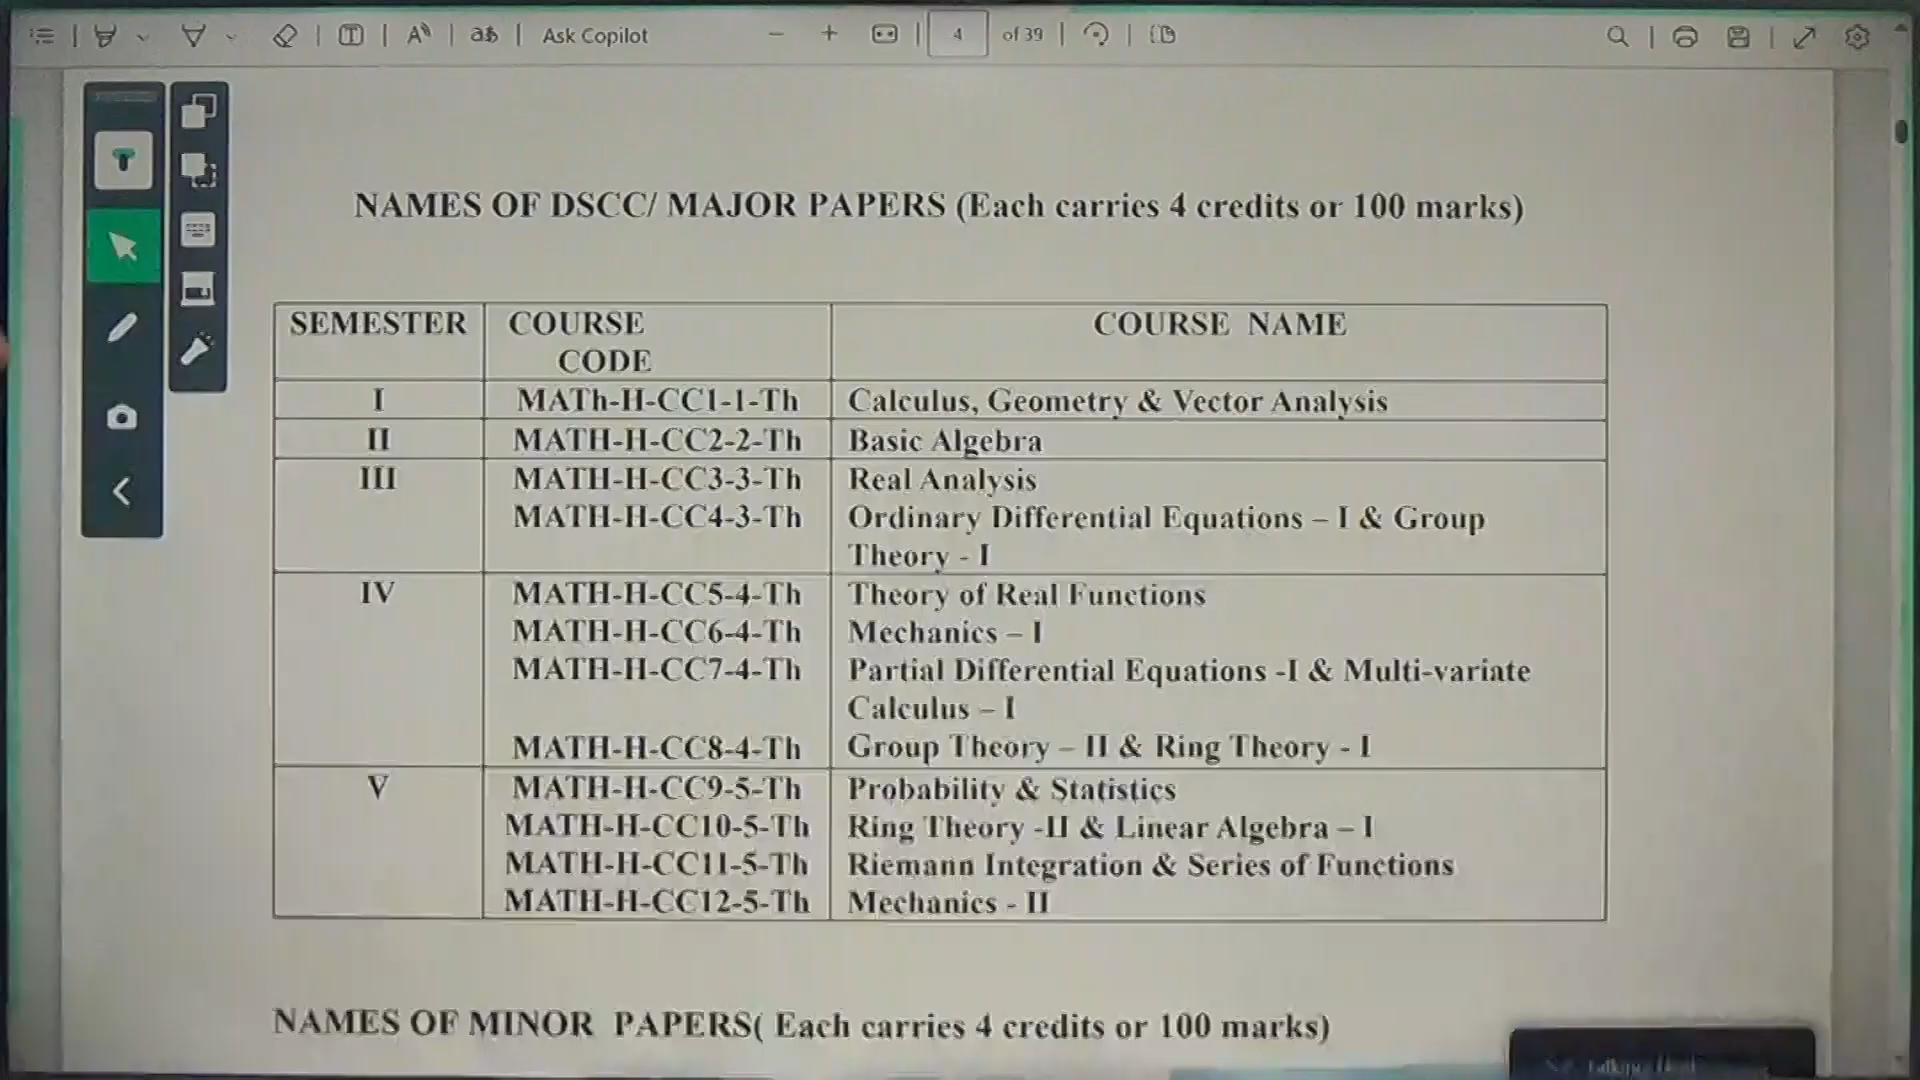 Ask Copilot
4 of 39
NAMES OF DSCC/ MAJOR PAPERS (Each carries 4 credits or 100 marks)
SEMESTER COURSE CODE COURSE NAME
I MATh-H-CC1-1-Th Calculus, Geometry & Vector Analysis
II MATH-H-CC2-2-Th Basic Algebra
III MATH-H-CC3-3-Th Real Analysis
MATH-H-CC4-3-Th Ordinary Differential Equations – I & Group
Theory - I
IV MATH-H-CC5-4-Th Theory of Real Functions
MATH-H-CC6-4-Th Mechanics – I
MATH-H-CC7-4-Th Partial Differential Equations -I & Multi-variate
Calculus – I
MATH-H-CC8-4-Th Group Theory – II & Ring Theory - I
V MATH-H-CC9-5-Th Probability & Statistics
MATH-H-CC10-5-Th Ring Theory -II & Linear Algebra – I
MATH-H-CC11-5-Th Riemann Integration & Series of Functions
MATH-H-CC12-5-Th Mechanics - II
NAMES OF MINOR PAPERS( Each carries 4 credits or 100 marks)